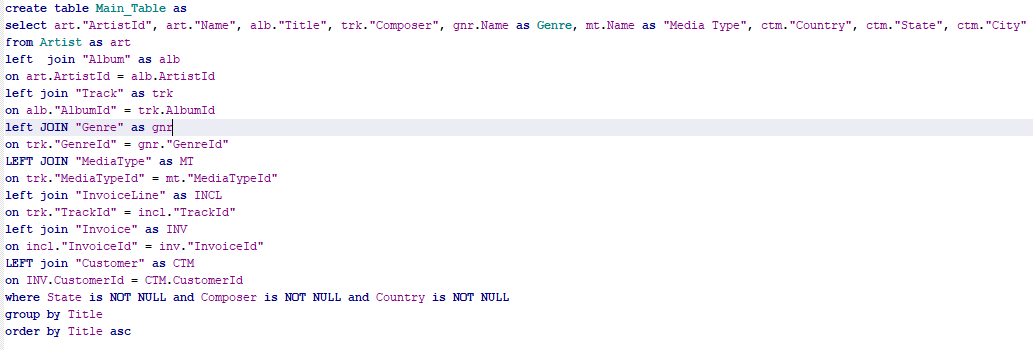 create table Main_Table as
select art."ArtistId", art."Name", alb."Title", trk."Composer", gnr.Name as Genre, mt.Name as "Media Type", ctm."Country", ctm."State", ctm."City"
from Artist as art
left  join "Album" as alb
on art.ArtistId = alb.ArtistId
left join "Track" as trk
on alb."AlbumId" = trk.AlbumId
left JOIN "Genre" as gnr
on trk."GenreId" = gnr."GenreId"
LEFT JOIN "MediaType" as MT
on trk."MediaTypeId" = mt."MediaTypeId"
left join "InvoiceLine" as INCL
on trk."TrackId" = incl."TrackId"
left join "Invoice" as INV
on incl."InvoiceId" = inv."InvoiceId"
LEFT join "Customer" as CTM
on INV.CustomerId = CTM.CustomerId
where State is NOT NULL and Composer is NOT NULL and Country is NOT NULL
group by Title
order by Title asc